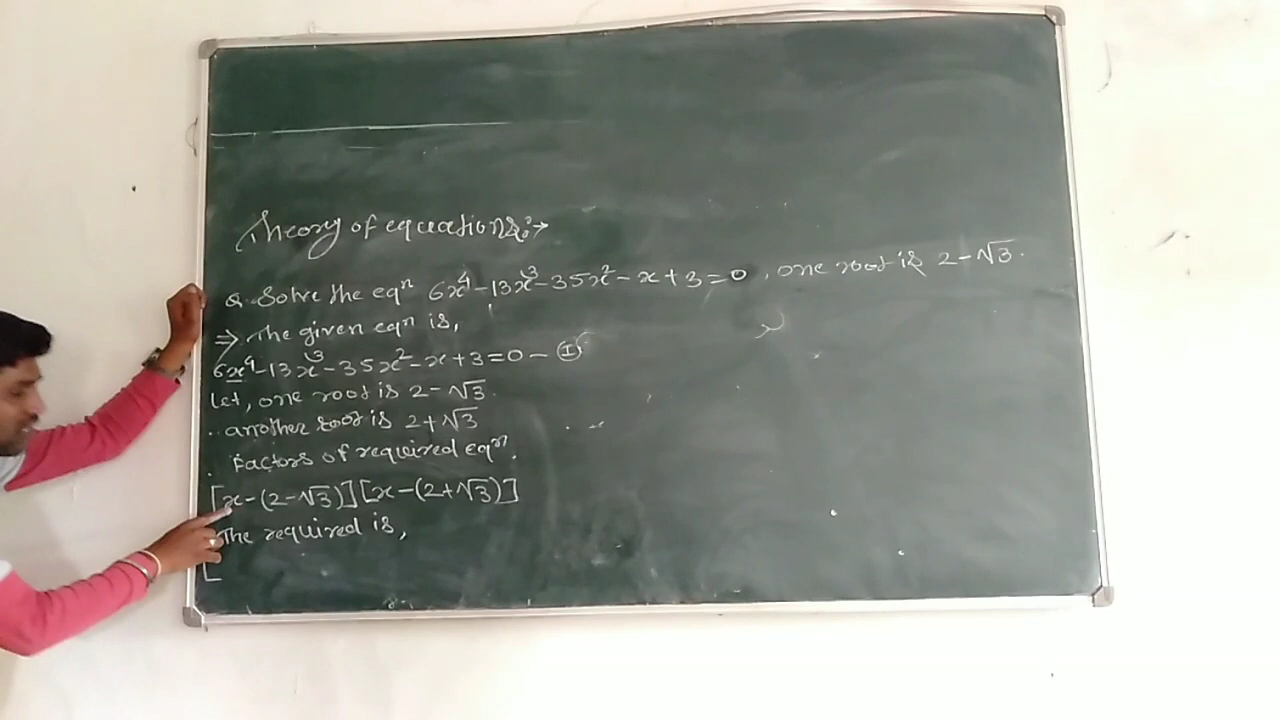 Theory of equations:→
Q. Solve the eqⁿ 6x⁴-13x³-35x²-x+3=0, one root is 2-√3.
⇒ The given eqⁿ is,
6x⁴-13x³-35x²-x+3=0 - (I)
Let, one root is 2-√3.
∴ another root is 2+√3
∴ Factors of required eqⁿ.
[x-(2-√3)][x-(2+√3)]
The required is,
[